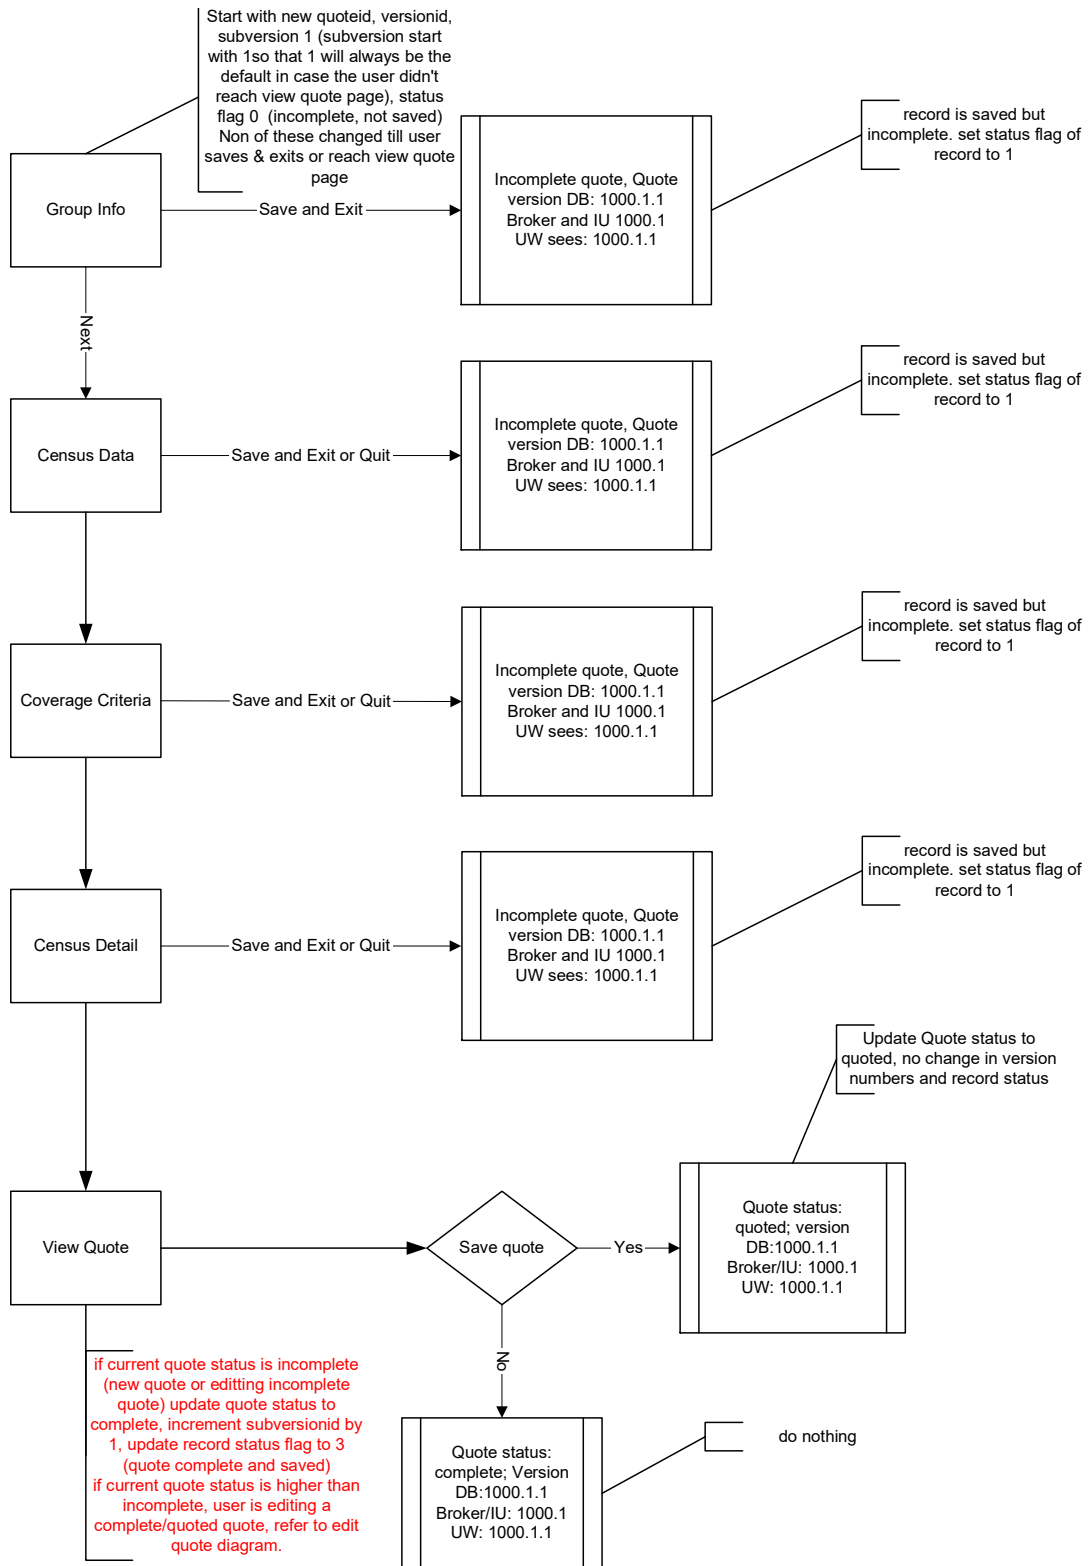 Start with new quoteid, versionid,
subversion 1 (subversion start
with 1so that 1 will always be the
default in case the user didn't
reach view quote page), status
flag 0  (incomplete, not saved)
Non of these changed till user
saves & exits or reach view quote
page
Group Info
Save and Exit
Incomplete quote, Quote
version DB: 1000.1.1
Broker and IU 1000.1
UW sees: 1000.1.1
record is saved but
incomplete. set status flag of
record to 1
Next
Census Data
Save and Exit or Quit
Incomplete quote, Quote
version DB: 1000.1.1
Broker and IU 1000.1
UW sees: 1000.1.1
record is saved but
incomplete. set status flag of
record to 1
Coverage Criteria
Save and Exit or Quit
Incomplete quote, Quote
version DB: 1000.1.1
Broker and IU 1000.1
UW sees: 1000.1.1
record is saved but
incomplete. set status flag of
record to 1
Census Detail
Save and Exit or Quit
Incomplete quote, Quote
version DB: 1000.1.1
Broker and IU 1000.1
UW sees: 1000.1.1
record is saved but
incomplete. set status flag of
record to 1
Update Quote status to
quoted, no change in version
numbers and record status
View Quote
Save quote
Yes
Quote status:
quoted; version
DB:1000.1.1
Broker/IU: 1000.1
UW: 1000.1.1
No
if current quote status is incomplete
(new quote or editting incomplete
quote) update quote status to
complete, increment subversionid by
1, update record status flag to 3
(quote complete and saved)
if current quote status is higher than
incomplete, user is editing a
complete/quoted quote, refer to edit
quote diagram.
Quote status:
complete; Version
DB:1000.1.1
Broker/IU: 1000.1
UW: 1000.1.1
do nothing